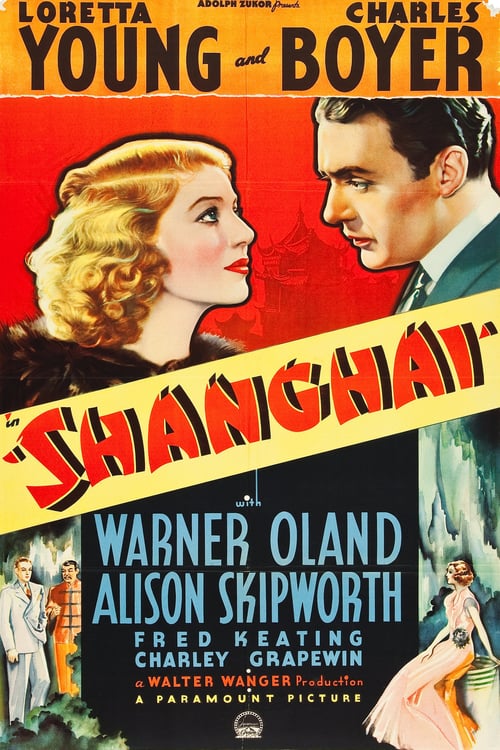 ADOLPH ZUKOR Presents
LORETTA YOUNG and CHARLES BOYER
in
"SHANGHAI"
with
WARNER OLAND
ALISON SKIPWORTH
FRED KEATING
CHARLEY GRAPEWIN
a WALTER WANGER Production
A PARAMOUNT PICTURE